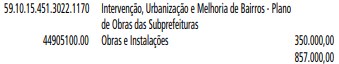 59.10.15.451.3022.1170 Intervenção, Urbanização e Melhoria de Bairros - Plano
de Obras das Subprefeituras
44905100.00 Obras e Instalações 350.000,00
857.000,00